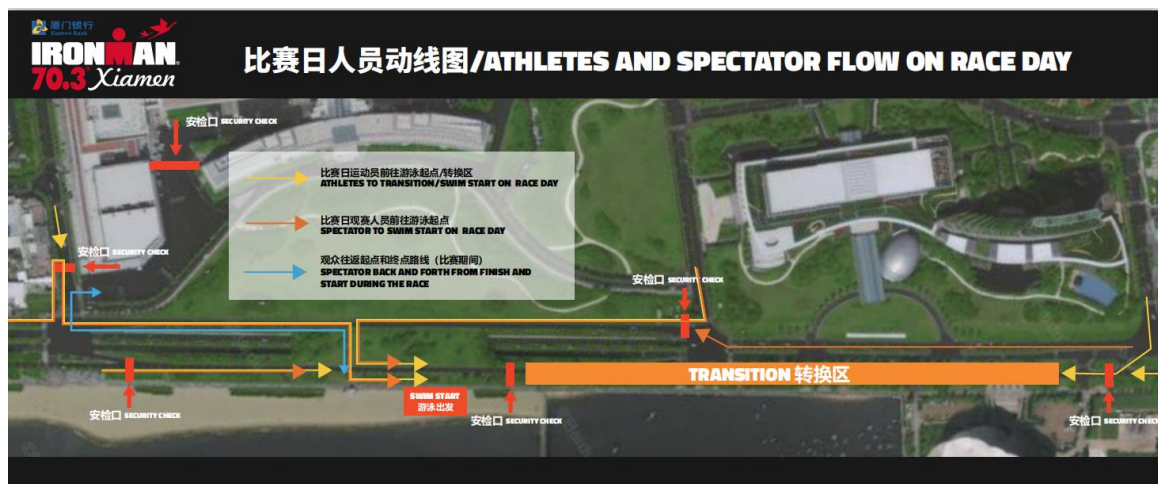 厦门银行
Xiamen Bank
IRONMAN
70.3 Xiamen
比赛日人员动线图/ATHLETES AND SPECTATOR FLOW ON RACE DAY
安检口 SECURITY CHECK
比赛日运动员前往游泳起点/转换区
ATHLETES TO TRANSITION/SWIM START ON RACE DAY
比赛日观赛人员前往游泳起点
SPECTATOR TO SWIM START ON RACE DAY
安检口 SECURITY CHECK
观众往返起点和终点路线（比赛期间）
SPECTATOR BACK AND FORTH FROM FINISH AND
START DURING THE RACE
安检口 SECURITY CHECK
TRANSITION 转换区
SWIM START
游泳出发
安检口 SECURITY CHECK
安检口 SECURITY CHECK
安检口 SECURITY CHECK